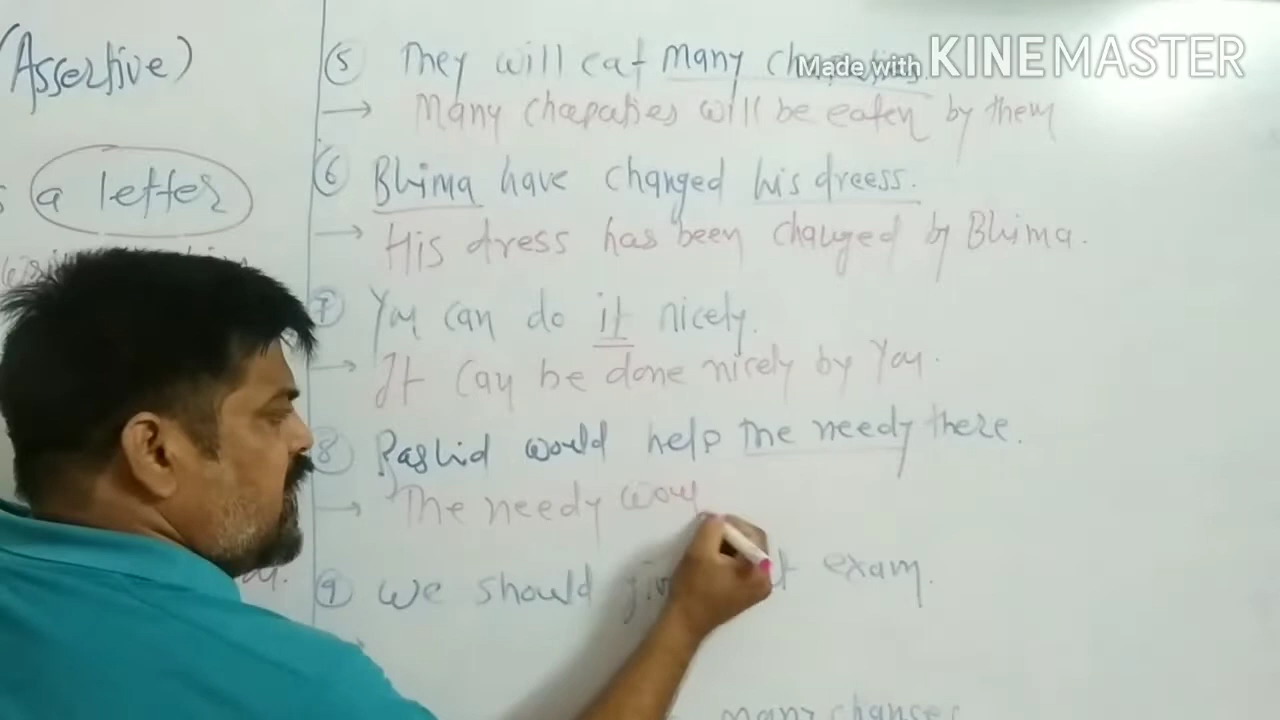 (Assertive)
a letter
⑤ They will eat many
→ Many chapaties will be eaten by them
⑥ Bhima have changed his dreess.
→ His dress has been changed by Bhima.
⑦ You can do it nicely.
→ It can be done nicely by You.
⑧ Rashid would help the needy there.
→ The needy wou
⑨ We should exam.
many changes
Made with KINEMASTER